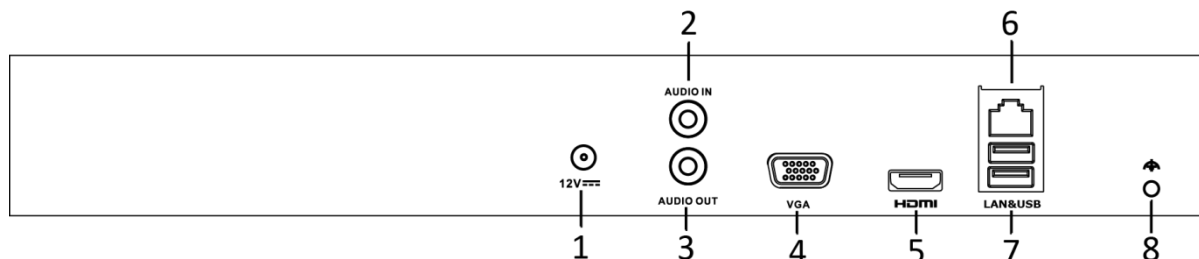 2 6
AUDIO IN
12V
AUDIO OUT VGA HDMI LAN&USB
1 3 4 5 7 8